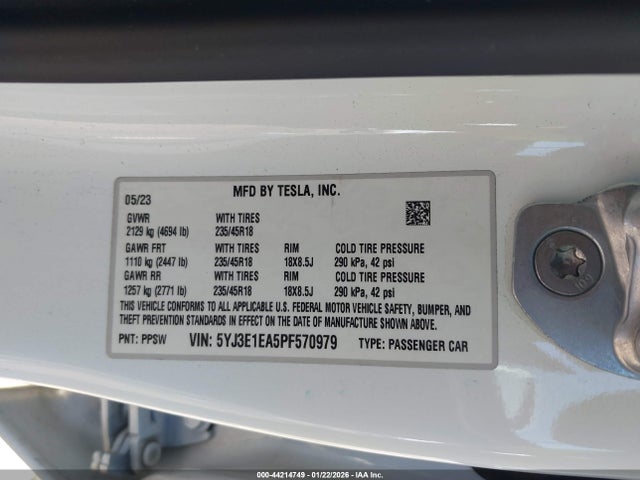 05/23 MFD BY TESLA, INC.
GVWR WITH TIRES
2129 kg (4694 lb) 235/45R18
GAWR FRT WITH TIRES RIM COLD TIRE PRESSURE
1110 kg (2447 lb) 235/45R18 18X8.5J 290 kPa, 42 psi
GAWR RR WITH TIRES RIM COLD TIRE PRESSURE
1257 kg (2771 lb) 235/45R18 18X8.5J 290 kPa, 42 psi
THIS VEHICLE CONFORMS TO ALL APPLICABLE U.S. FEDERAL MOTOR VEHICLE SAFETY, BUMPER, AND
THEFT PREVENTION STANDARDS IN EFFECT ON THE DATE OF MANUFACTURE SHOWN ABOVE.
PNT: PPSW VIN: 5YJ3E1EA5PF570979 TYPE: PASSENGER CAR
000-44214749 - 01/22/2026 - IAA Inc.